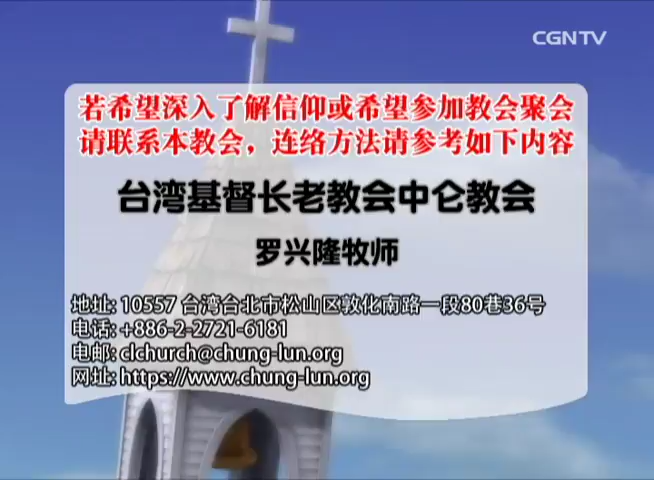 CGNTV
若希望深入了解信仰或希望参加教会聚会
请联系本教会，连络方法请参考如下内容
台湾基督长老教会中仑教会
罗兴隆牧师
地址: 10557 台湾台北市松山区敦化南路一段80巷36号
电话: +886-2-2721-6181
电邮: clchurch@chung-lun.org
网址: https://www.chung-lun.org